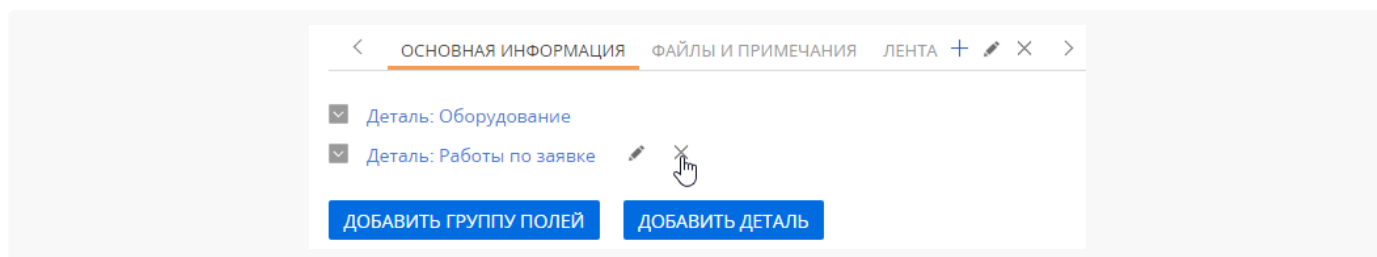 ОСНОВНАЯ ИНФОРМАЦИЯ ФАЙЛЫ И ПРИМЕЧАНИЯ ЛЕНТА
Деталь: Оборудование
Деталь: Работы по заявке
ДОБАВИТЬ ГРУППУ ПОЛЕЙ ДОБАВИТЬ ДЕТАЛЬ